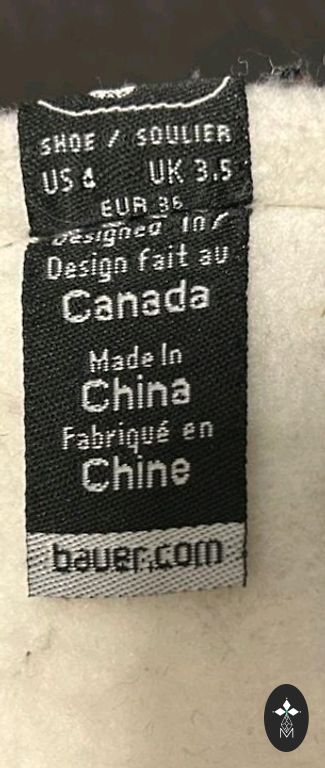 SHOE / SOULIER
US 4 UK 3.5
EUR 36
Designed in /
Design fait au
Canada
Made In
China
Fabriqué en
Chine
bauer.com
M